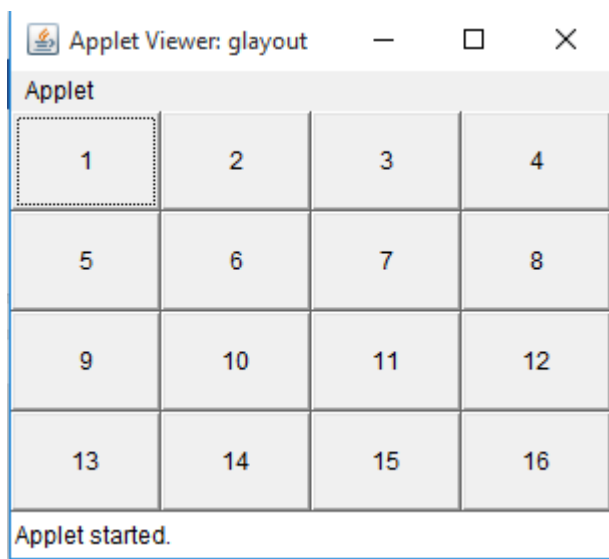 Applet Viewer: glayout
Applet
1 2 3 4
5 6 7 8
9 10 11 12
13 14 15 16
Applet started.